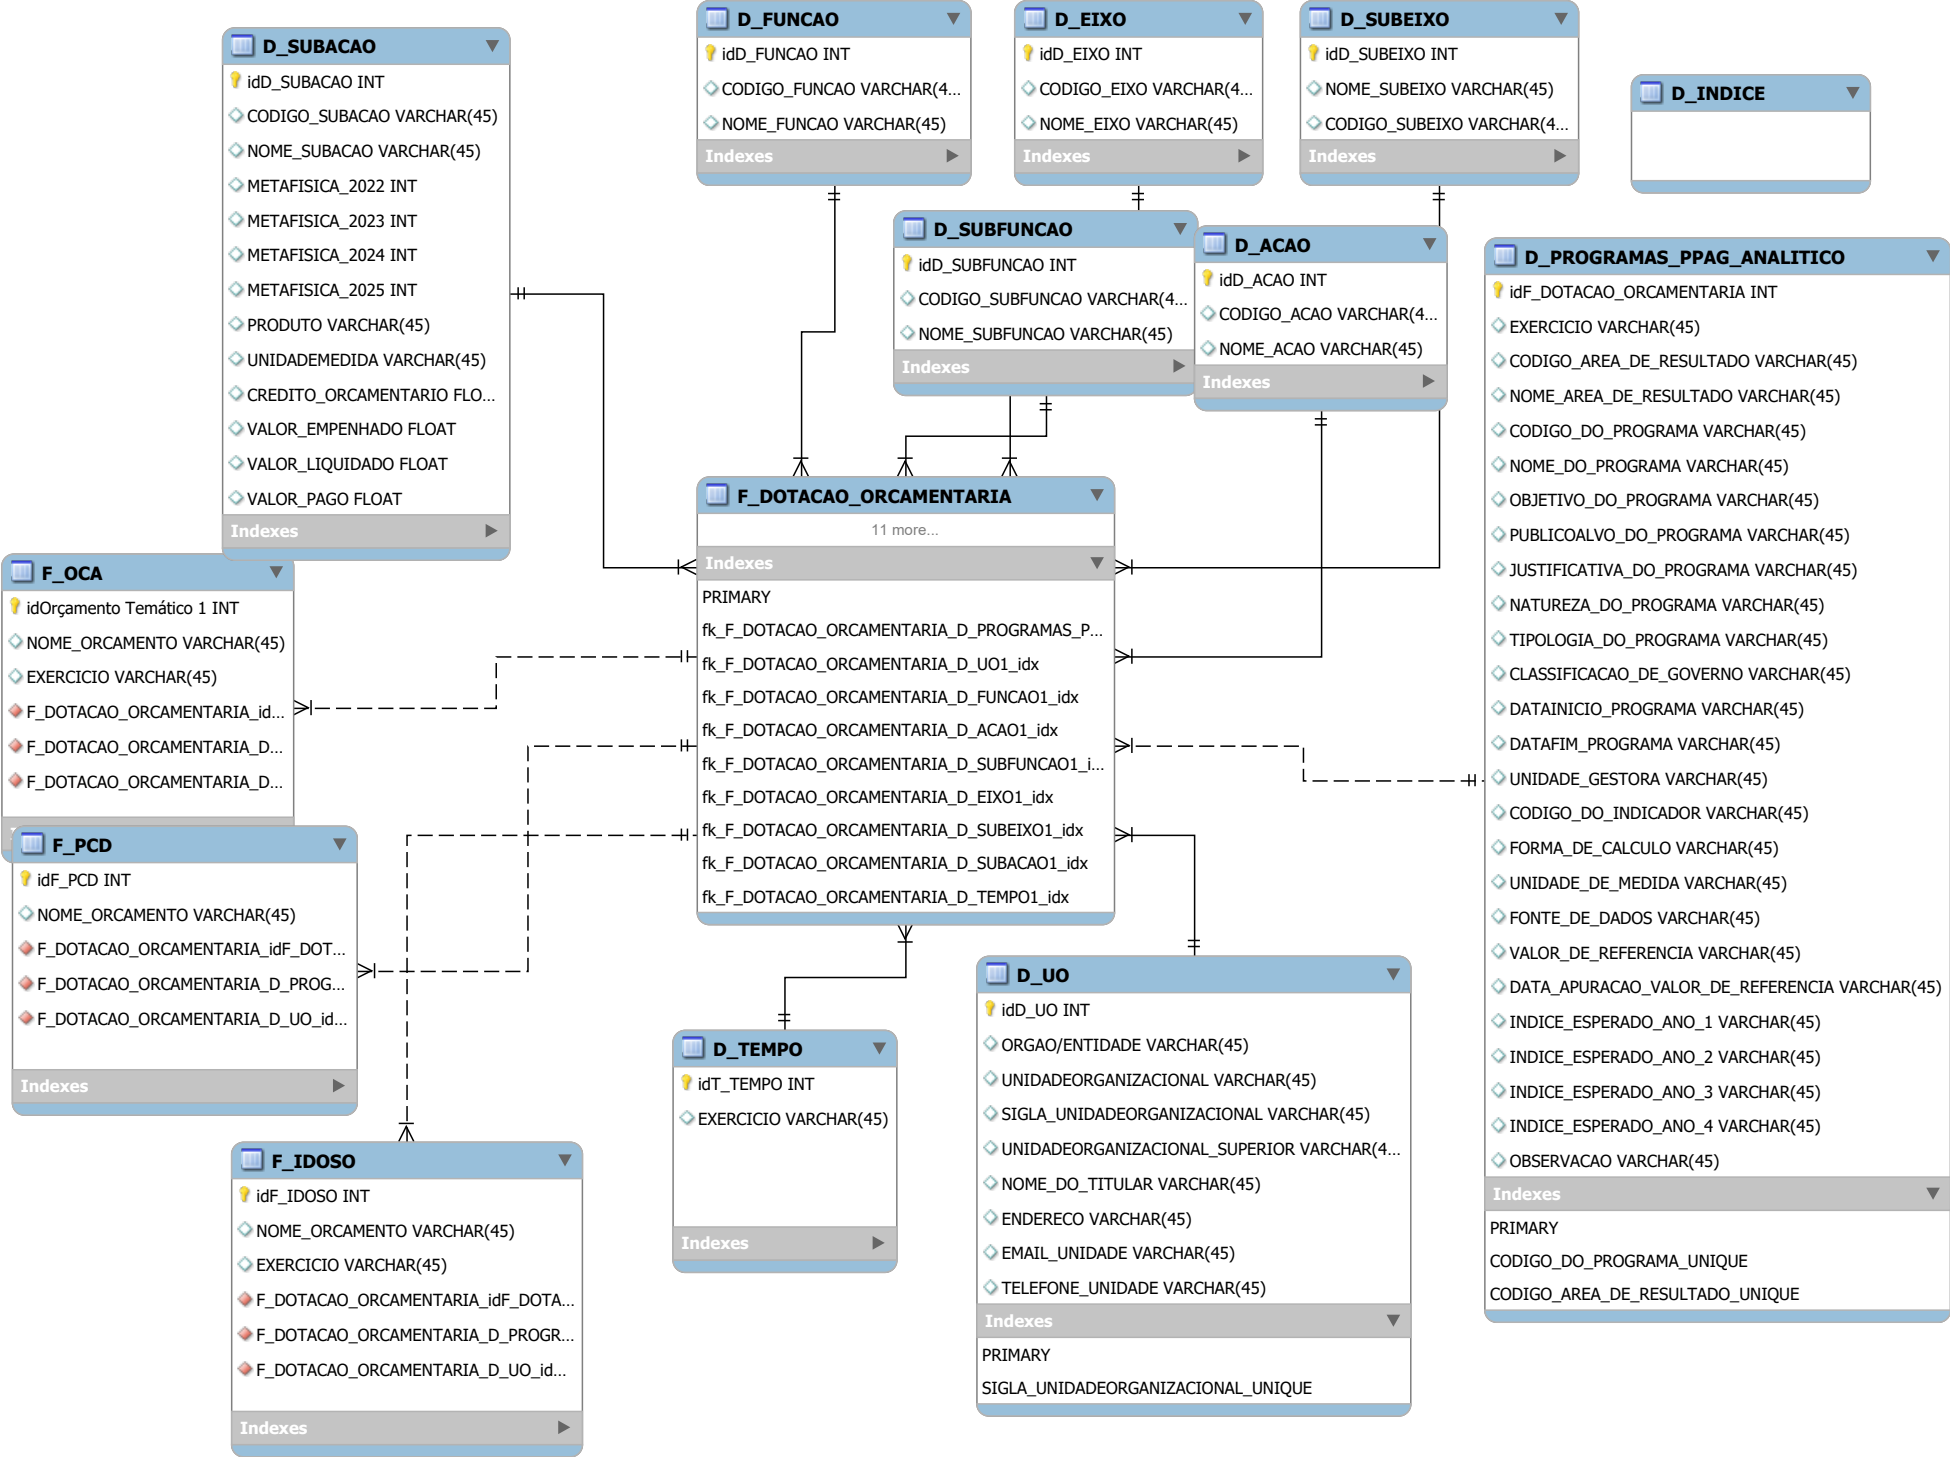 D_SUBACAO
idD_SUBACAO INT
CODIGO_SUBACAO VARCHAR(45)
NOME_SUBACAO VARCHAR(45)
METAFISICA_2022 INT
METAFISICA_2023 INT
METAFISICA_2024 INT
METAFISICA_2025 INT
PRODUTO VARCHAR(45)
UNIDADEMEDIDA VARCHAR(45)
CREDITO_ORCAMENTARIO FLO...
VALOR_EMPENHADO FLOAT
VALOR_LIQUIDADO FLOAT
VALOR_PAGO FLOAT
Indexes
D_FUNCAO
idD_FUNCAO INT
CODIGO_FUNCAO VARCHAR(4...
NOME_FUNCAO VARCHAR(45)
Indexes
D_EIXO
idD_EIXO INT
CODIGO_EIXO VARCHAR(4...
NOME_EIXO VARCHAR(45)
Indexes
D_SUBEIXO
idD_SUBEIXO INT
NOME_SUBEIXO VARCHAR(45)
CODIGO_SUBEIXO VARCHAR(4...
Indexes
D_INDICE
D_SUBFUNCAO
idD_SUBFUNCAO INT
CODIGO_SUBFUNCAO VARCHAR(4...
NOME_SUBFUNCAO VARCHAR(45)
Indexes
D_ACAO
idD_ACAO INT
CODIGO_ACAO VARCHAR(4...
NOME_ACAO VARCHAR(45)
Indexes
D_PROGRAMAS_PPAG_ANALITICO
idF_DOTACAO_ORCAMENTARIA INT
EXERCICIO VARCHAR(45)
CODIGO_AREA_DE_RESULTADO VARCHAR(45)
NOME_AREA_DE_RESULTADO VARCHAR(45)
CODIGO_DO_PROGRAMA VARCHAR(45)
NOME_DO_PROGRAMA VARCHAR(45)
OBJETIVO_DO_PROGRAMA VARCHAR(45)
PUBLICOALVO_DO_PROGRAMA VARCHAR(45)
JUSTIFICATIVA_DO_PROGRAMA VARCHAR(45)
NATUREZA_DO_PROGRAMA VARCHAR(45)
TIPOLOGIA_DO_PROGRAMA VARCHAR(45)
CLASSIFICACAO_DE_GOVERNO VARCHAR(45)
DATAINICIO_PROGRAMA VARCHAR(45)
DATAFIM_PROGRAMA VARCHAR(45)
UNIDADE_GESTORA VARCHAR(45)
CODIGO_DO_INDICADOR VARCHAR(45)
FORMA_DE_CALCULO VARCHAR(45)
UNIDADE_DE_MEDIDA VARCHAR(45)
FONTE_DE_DADOS VARCHAR(45)
VALOR_DE_REFERENCIA VARCHAR(45)
DATA_APURACAO_VALOR_DE_REFERENCIA VARCHAR(45)
INDICE_ESPERADO_ANO_1 VARCHAR(45)
INDICE_ESPERADO_ANO_2 VARCHAR(45)
INDICE_ESPERADO_ANO_3 VARCHAR(45)
INDICE_ESPERADO_ANO_4 VARCHAR(45)
OBSERVACAO VARCHAR(45)
Indexes
PRIMARY
CODIGO_DO_PROGRAMA_UNIQUE
CODIGO_AREA_DE_RESULTADO_UNIQUE
F_DOTACAO_ORCAMENTARIA
11 more...
Indexes
PRIMARY
fk_F_DOTACAO_ORCAMENTARIA_D_PROGRAMAS_P...
fk_F_DOTACAO_ORCAMENTARIA_D_UO1_idx
fk_F_DOTACAO_ORCAMENTARIA_D_FUNCAO1_idx
fk_F_DOTACAO_ORCAMENTARIA_D_ACAO1_idx
fk_F_DOTACAO_ORCAMENTARIA_D_SUBFUNCAO1_i...
fk_F_DOTACAO_ORCAMENTARIA_D_EIXO1_idx
fk_F_DOTACAO_ORCAMENTARIA_D_SUBEIXO1_idx
fk_F_DOTACAO_ORCAMENTARIA_D_SUBACAO1_idx
fk_F_DOTACAO_ORCAMENTARIA_D_TEMPO1_idx
F_OCA
idOrçamento Temático 1 INT
NOME_ORCAMENTO VARCHAR(45)
EXERCICIO VARCHAR(45)
F_DOTACAO_ORCAMENTARIA_id...
F_DOTACAO_ORCAMENTARIA_D...
F_DOTACAO_ORCAMENTARIA_D...
F_PCD
idF_PCD INT
NOME_ORCAMENTO VARCHAR(45)
F_DOTACAO_ORCAMENTARIA_idF_DOT...
F_DOTACAO_ORCAMENTARIA_D_PROG...
F_DOTACAO_ORCAMENTARIA_D_UO_id...
Indexes
F_IDOSO
idF_IDOSO INT
NOME_ORCAMENTO VARCHAR(45)
EXERCICIO VARCHAR(45)
F_DOTACAO_ORCAMENTARIA_idF_DOTA...
F_DOTACAO_ORCAMENTARIA_D_PROGR...
F_DOTACAO_ORCAMENTARIA_D_UO_id...
Indexes
D_TEMPO
idT_TEMPO INT
EXERCICIO VARCHAR(45)
Indexes
D_UO
idD_UO INT
ORGAO/ENTIDADE VARCHAR(45)
UNIDADEORGANIZACIONAL VARCHAR(45)
SIGLA_UNIDADEORGANIZACIONAL VARCHAR(45)
UNIDADEORGANIZACIONAL_SUPERIOR VARCHAR(4...
NOME_DO_TITULAR VARCHAR(45)
ENDERECO VARCHAR(45)
EMAIL_UNIDADE VARCHAR(45)
TELEFONE_UNIDADE VARCHAR(45)
Indexes
PRIMARY
SIGLA_UNIDADEORGANIZACIONAL_UNIQUE